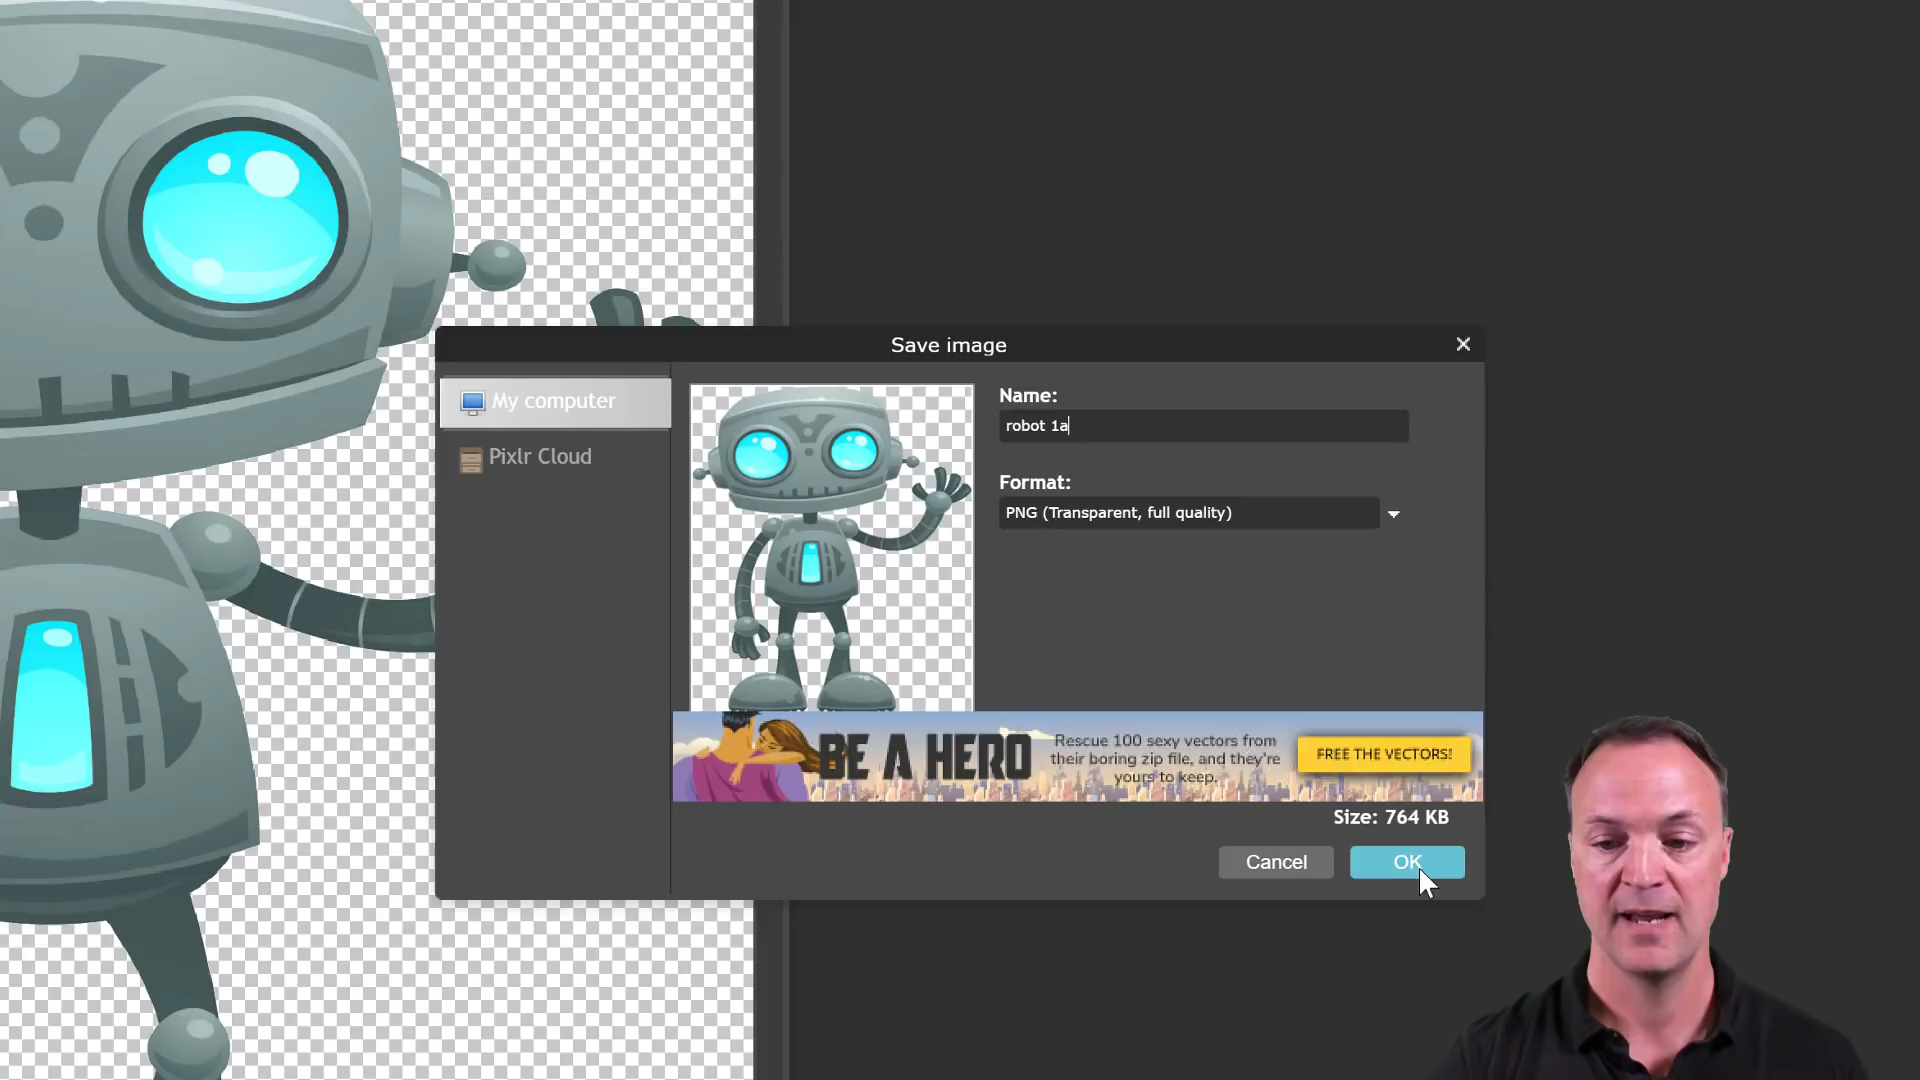 Save image
My computer
Pixlr Cloud
Name:
robot 1a
Format:
PNG (Transparent, full quality)
BE A HERO
Rescue 100 sexy vectors from
their boring zip file, and they're
yours to keep.
FREE THE VECTORS!
Size: 764 KB
Cancel
OK